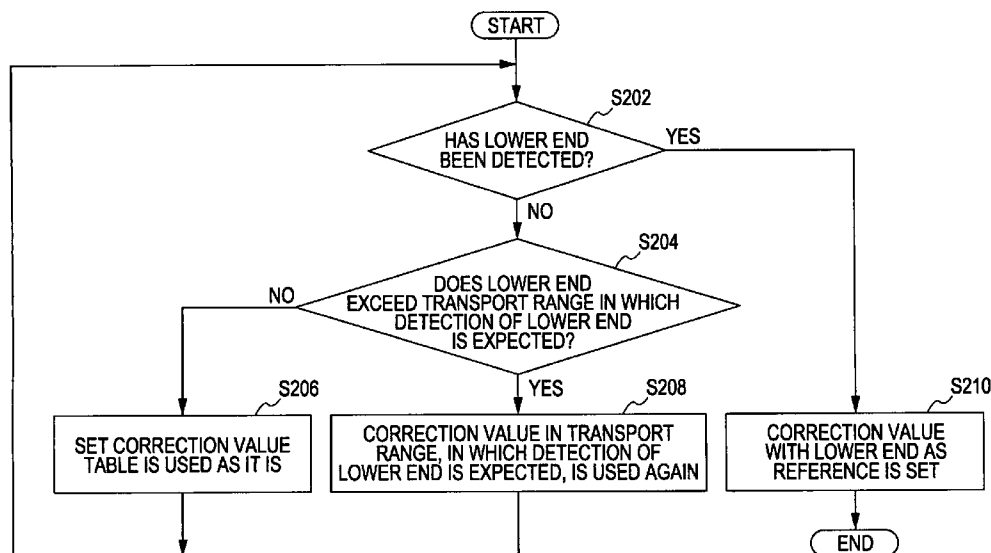 START
S202
HAS LOWER END
BEEN DETECTED?
YES
NO
S204
DOES LOWER END
EXCEED TRANSPORT RANGE IN WHICH
DETECTION OF LOWER END
IS EXPECTED?
NO
YES
S206
SET CORRECTION VALUE
TABLE IS USED AS IT IS
S208
CORRECTION VALUE IN TRANSPORT
RANGE, IN WHICH DETECTION OF
LOWER END IS EXPECTED, IS USED AGAIN
S210
CORRECTION VALUE
WITH LOWER END AS
REFERENCE IS SET
END